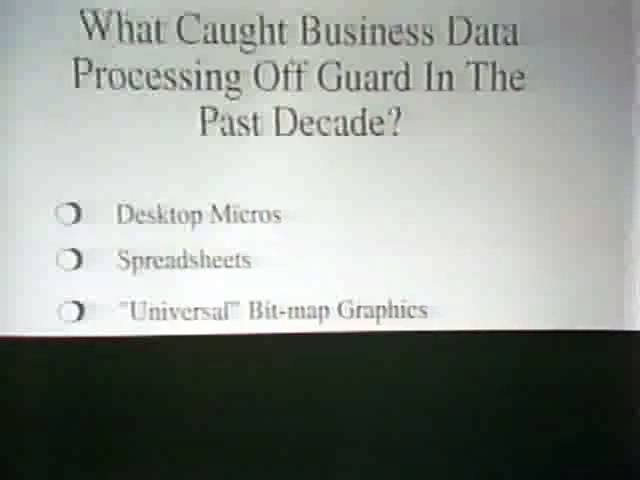 What Caught Business Data
Processing Off Guard In The
Past Decade?
Desktop Micros
Spreadsheets
"Universal" Bit-map Graphics